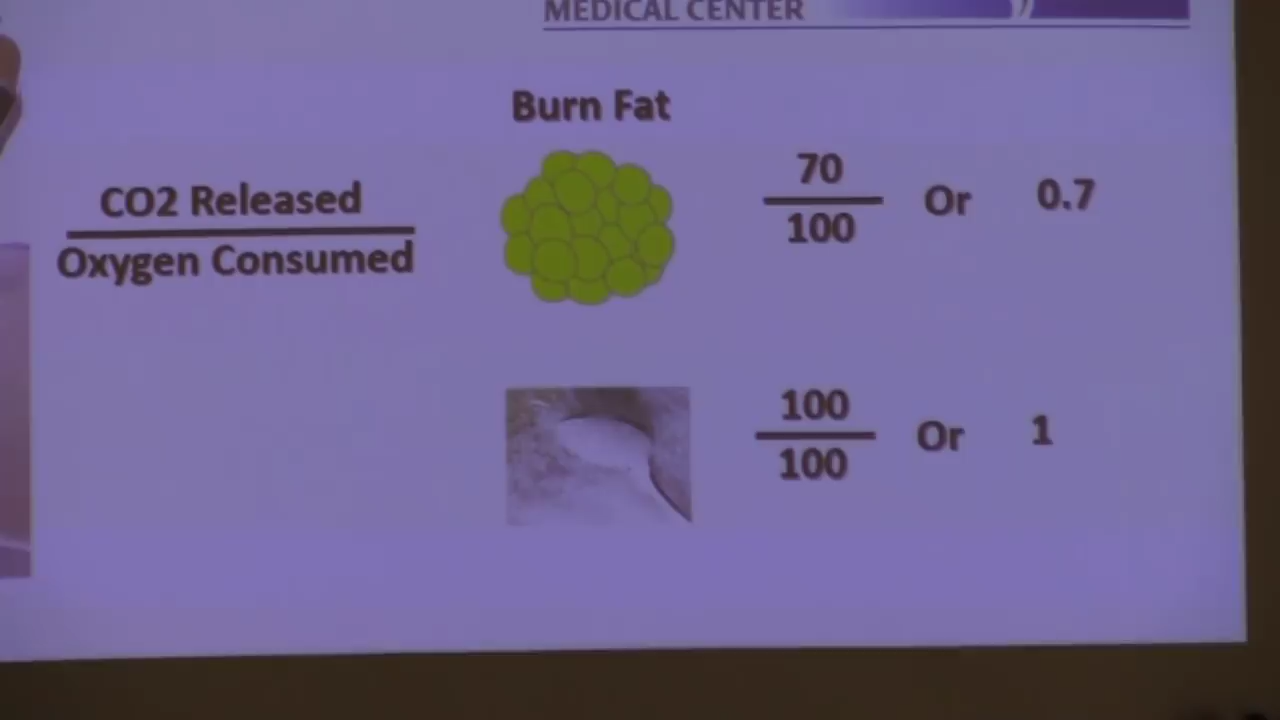 MEDICAL CENTER
Burn Fat
CO2 Released
Oxygen Consumed
70
100
Or
0.7
100
100
Or
1